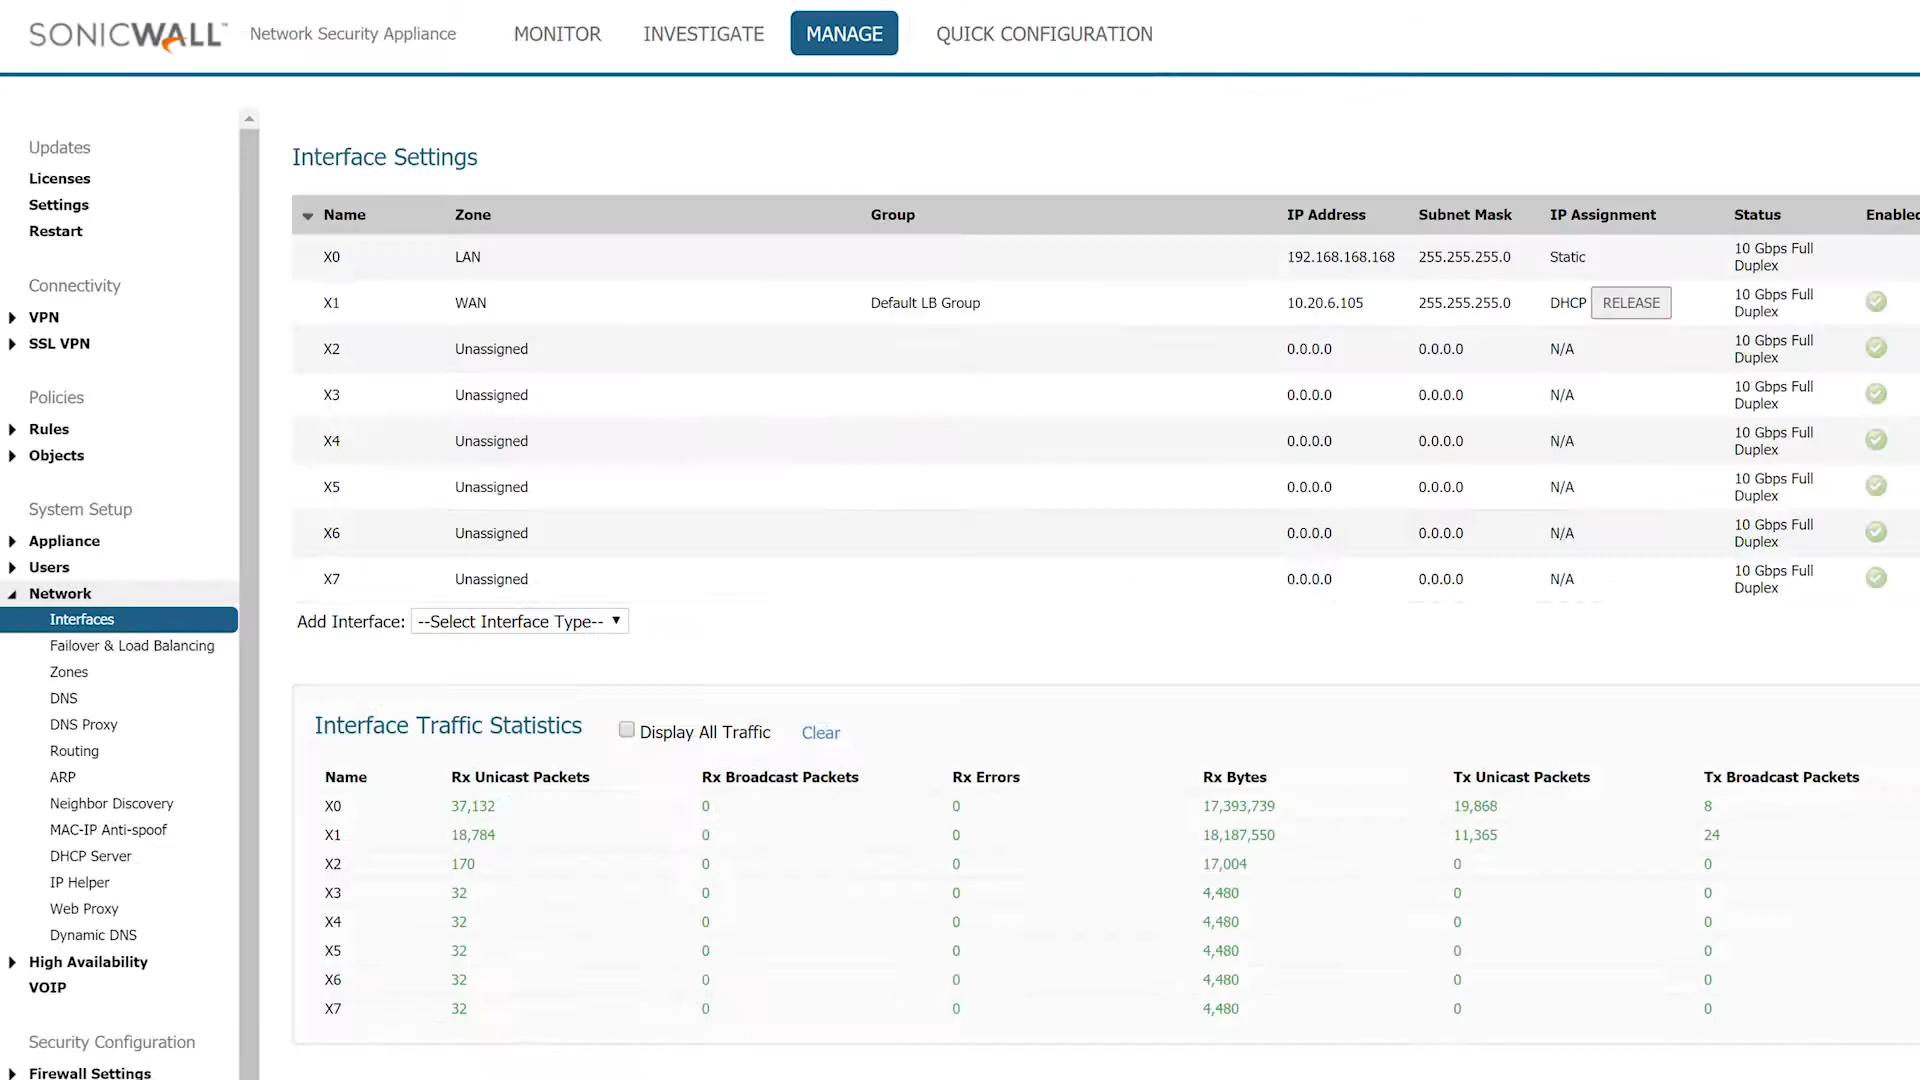 SONICWALL™ Network Security Appliance MONITOR INVESTIGATE MANAGE QUICK CONFIGURATION
Updates
Licenses
Settings
Restart
Connectivity
VPN
SSL VPN
Policies
Rules
Objects
System Setup
Appliance
Users
Network
Interfaces
Failover & Load Balancing
Zones
DNS
DNS Proxy
Routing
ARP
Neighbor Discovery
MAC-IP Anti-spoof
DHCP Server
IP Helper
Web Proxy
Dynamic DNS
High Availability
VOIP
Security Configuration
Firewall Settings
Interface Settings
Name Zone Group IP Address Subnet Mask IP Assignment Status Enabled
X0 LAN 192.168.168.168 255.255.255.0 Static 10 Gbps Full Duplex
X1 WAN Default LB Group 10.20.6.105 255.255.255.0 DHCP RELEASE 10 Gbps Full Duplex
X2 Unassigned 0.0.0.0 0.0.0.0 N/A 10 Gbps Full Duplex
X3 Unassigned 0.0.0.0 0.0.0.0 N/A 10 Gbps Full Duplex
X4 Unassigned 0.0.0.0 0.0.0.0 N/A 10 Gbps Full Duplex
X5 Unassigned 0.0.0.0 0.0.0.0 N/A 10 Gbps Full Duplex
X6 Unassigned 0.0.0.0 0.0.0.0 N/A 10 Gbps Full Duplex
X7 Unassigned 0.0.0.0 0.0.0.0 N/A 10 Gbps Full Duplex
Add Interface: --Select Interface Type--
Interface Traffic Statistics Display All Traffic Clear
Name Rx Unicast Packets Rx Broadcast Packets Rx Errors Rx Bytes Tx Unicast Packets Tx Broadcast Packets
X0 37,132 0 0 17,393,739 19,868 8
X1 18,784 0 0 18,187,550 11,365 24
X2 170 0 0 17,004 0 0
X3 32 0 0 4,480 0 0
X4 32 0 0 4,480 0 0
X5 32 0 0 4,480 0 0
X6 32 0 0 4,480 0 0
X7 32 0 0 4,480 0 0